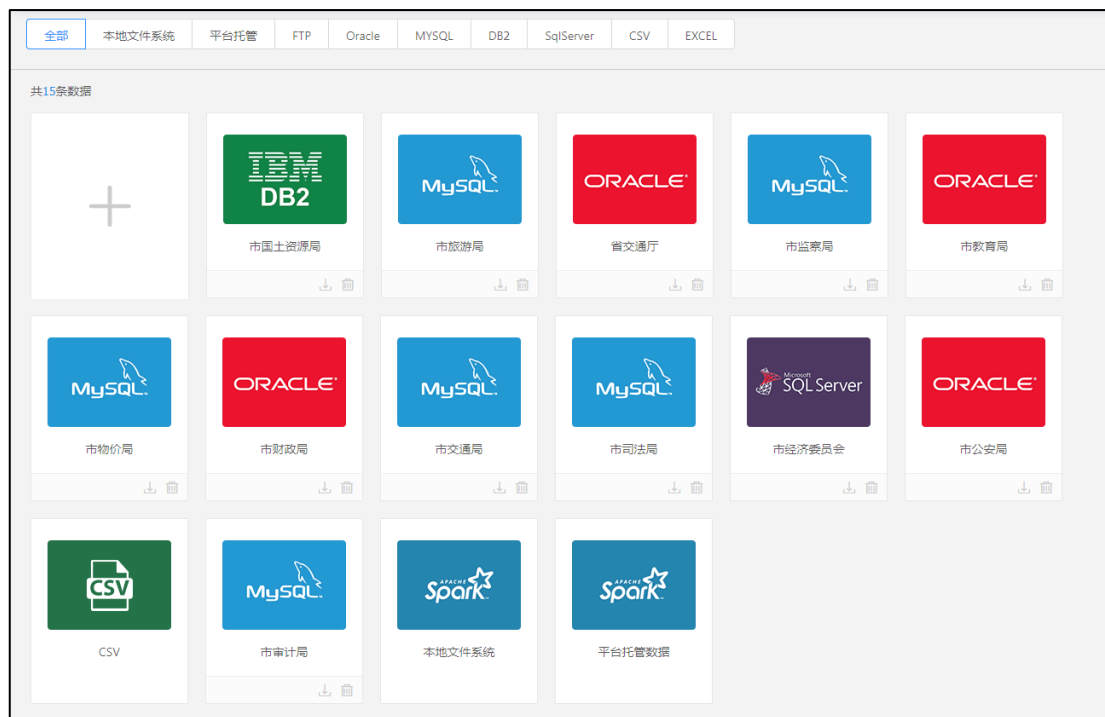 全部 本地文件系统 平台托管 FTP Oracle MYSQL DB2 SqlServer CSV EXCEL
共15条数据
IBM DB2 MySQL ORACLE MySQL ORACLE
市国土资源局 市旅游局 省交通厅 市监察局 市教育局
MySQL ORACLE MySQL MySQL Microsoft SQL Server ORACLE
市物价局 市财政局 市交通局 市司法局 市经济委员会 市公安局
CSV MySQL APACHE Spark APACHE Spark
CSV 市审计局 本地文件系统 平台托管数据